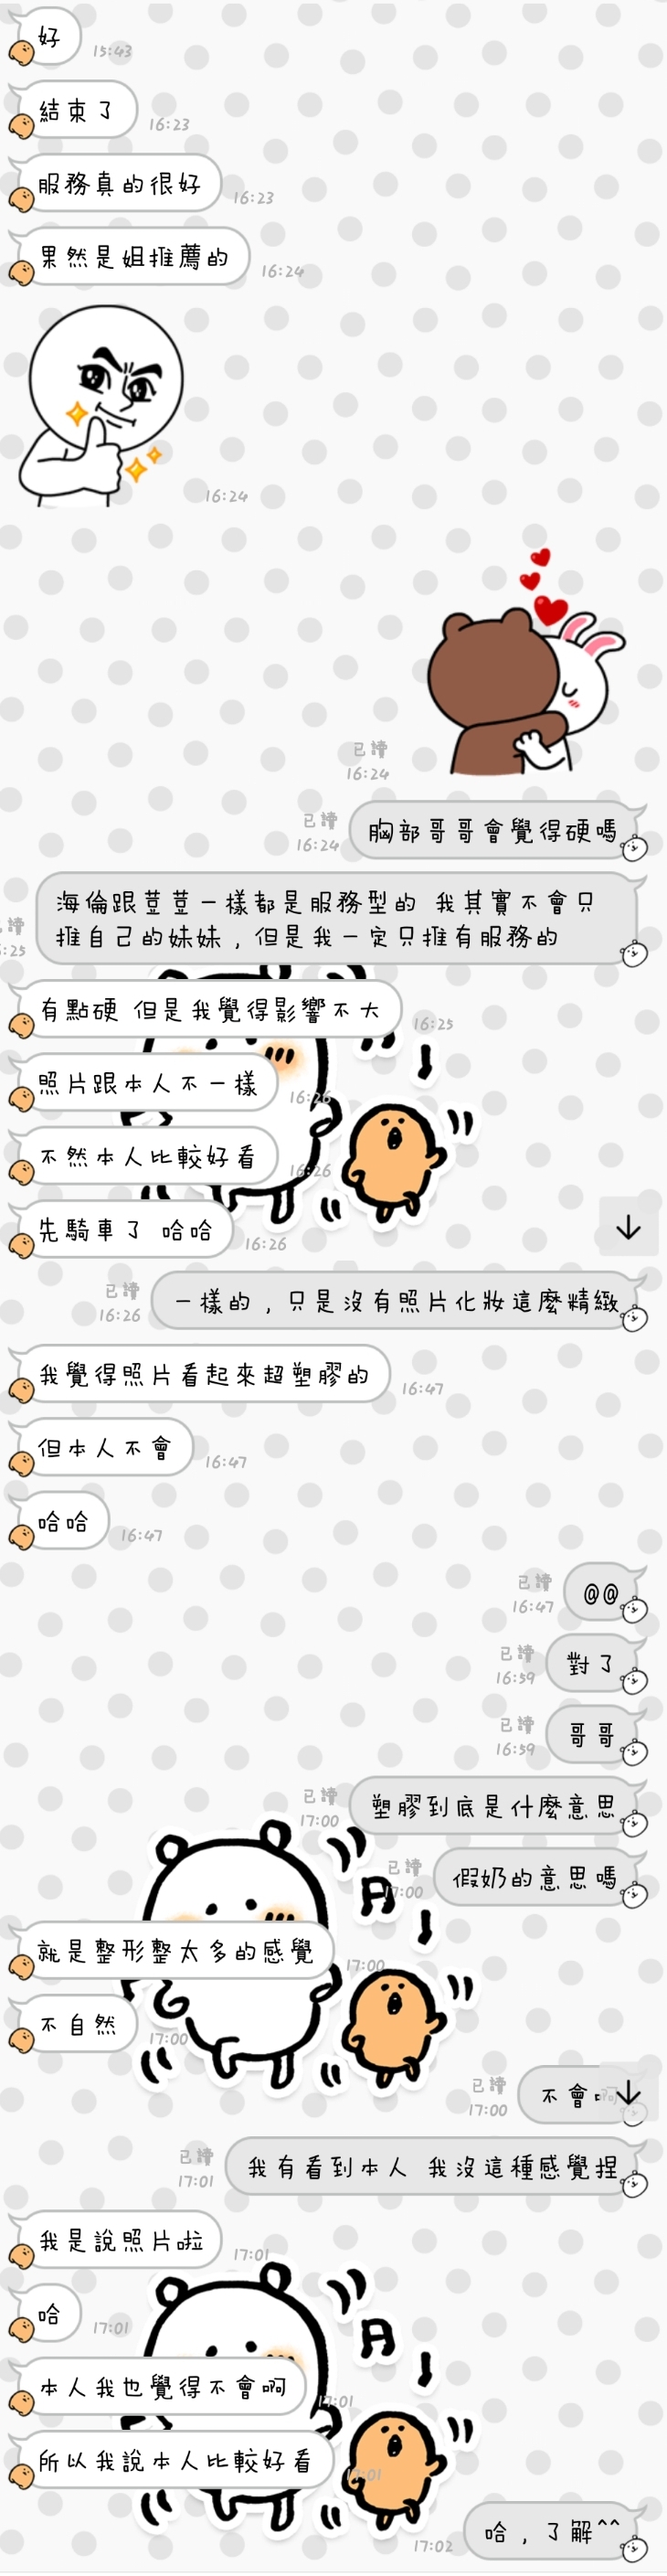 好
15:43
結束了
16:23
服務真的很好
16:23
果然是姐推薦的
16:24
16:24
已讀
16:24
已讀
胸部哥哥會覺得硬嗎
16:24
海倫跟荳荳一樣都是服務型的 我其實不會只
推自己的妹妹，但是我一定只推有服務的
:25
有點硬 但是我覺得影響不大
16:25
照片跟本人不一樣
16:26
不然本人比較好看
16:26
先騎車了 哈哈
16:26
已讀
一樣的，只是沒有照片化妝這麼精緻
16:26
我覺得照片看起來超塑膠的
16:47
但本人不會
16:47
哈哈
16:47
已讀
@@
16:47
已讀
對了
16:59
已讀
哥哥
16:59
已讀
塑膠到底是什麼意思
17:00
已讀
假奶的意思嗎
17:00
就是整形整太多的感覺
17:00
不自然
17:00
已讀
不會
17:00
已讀
我有看到本人 我沒這種感覺捏
17:01
我是說照片啦
17:01
哈
17:01
本人我也覺得不會啊
17:01
所以我說本人比較好看
17:01
哈，了解^^
17:02